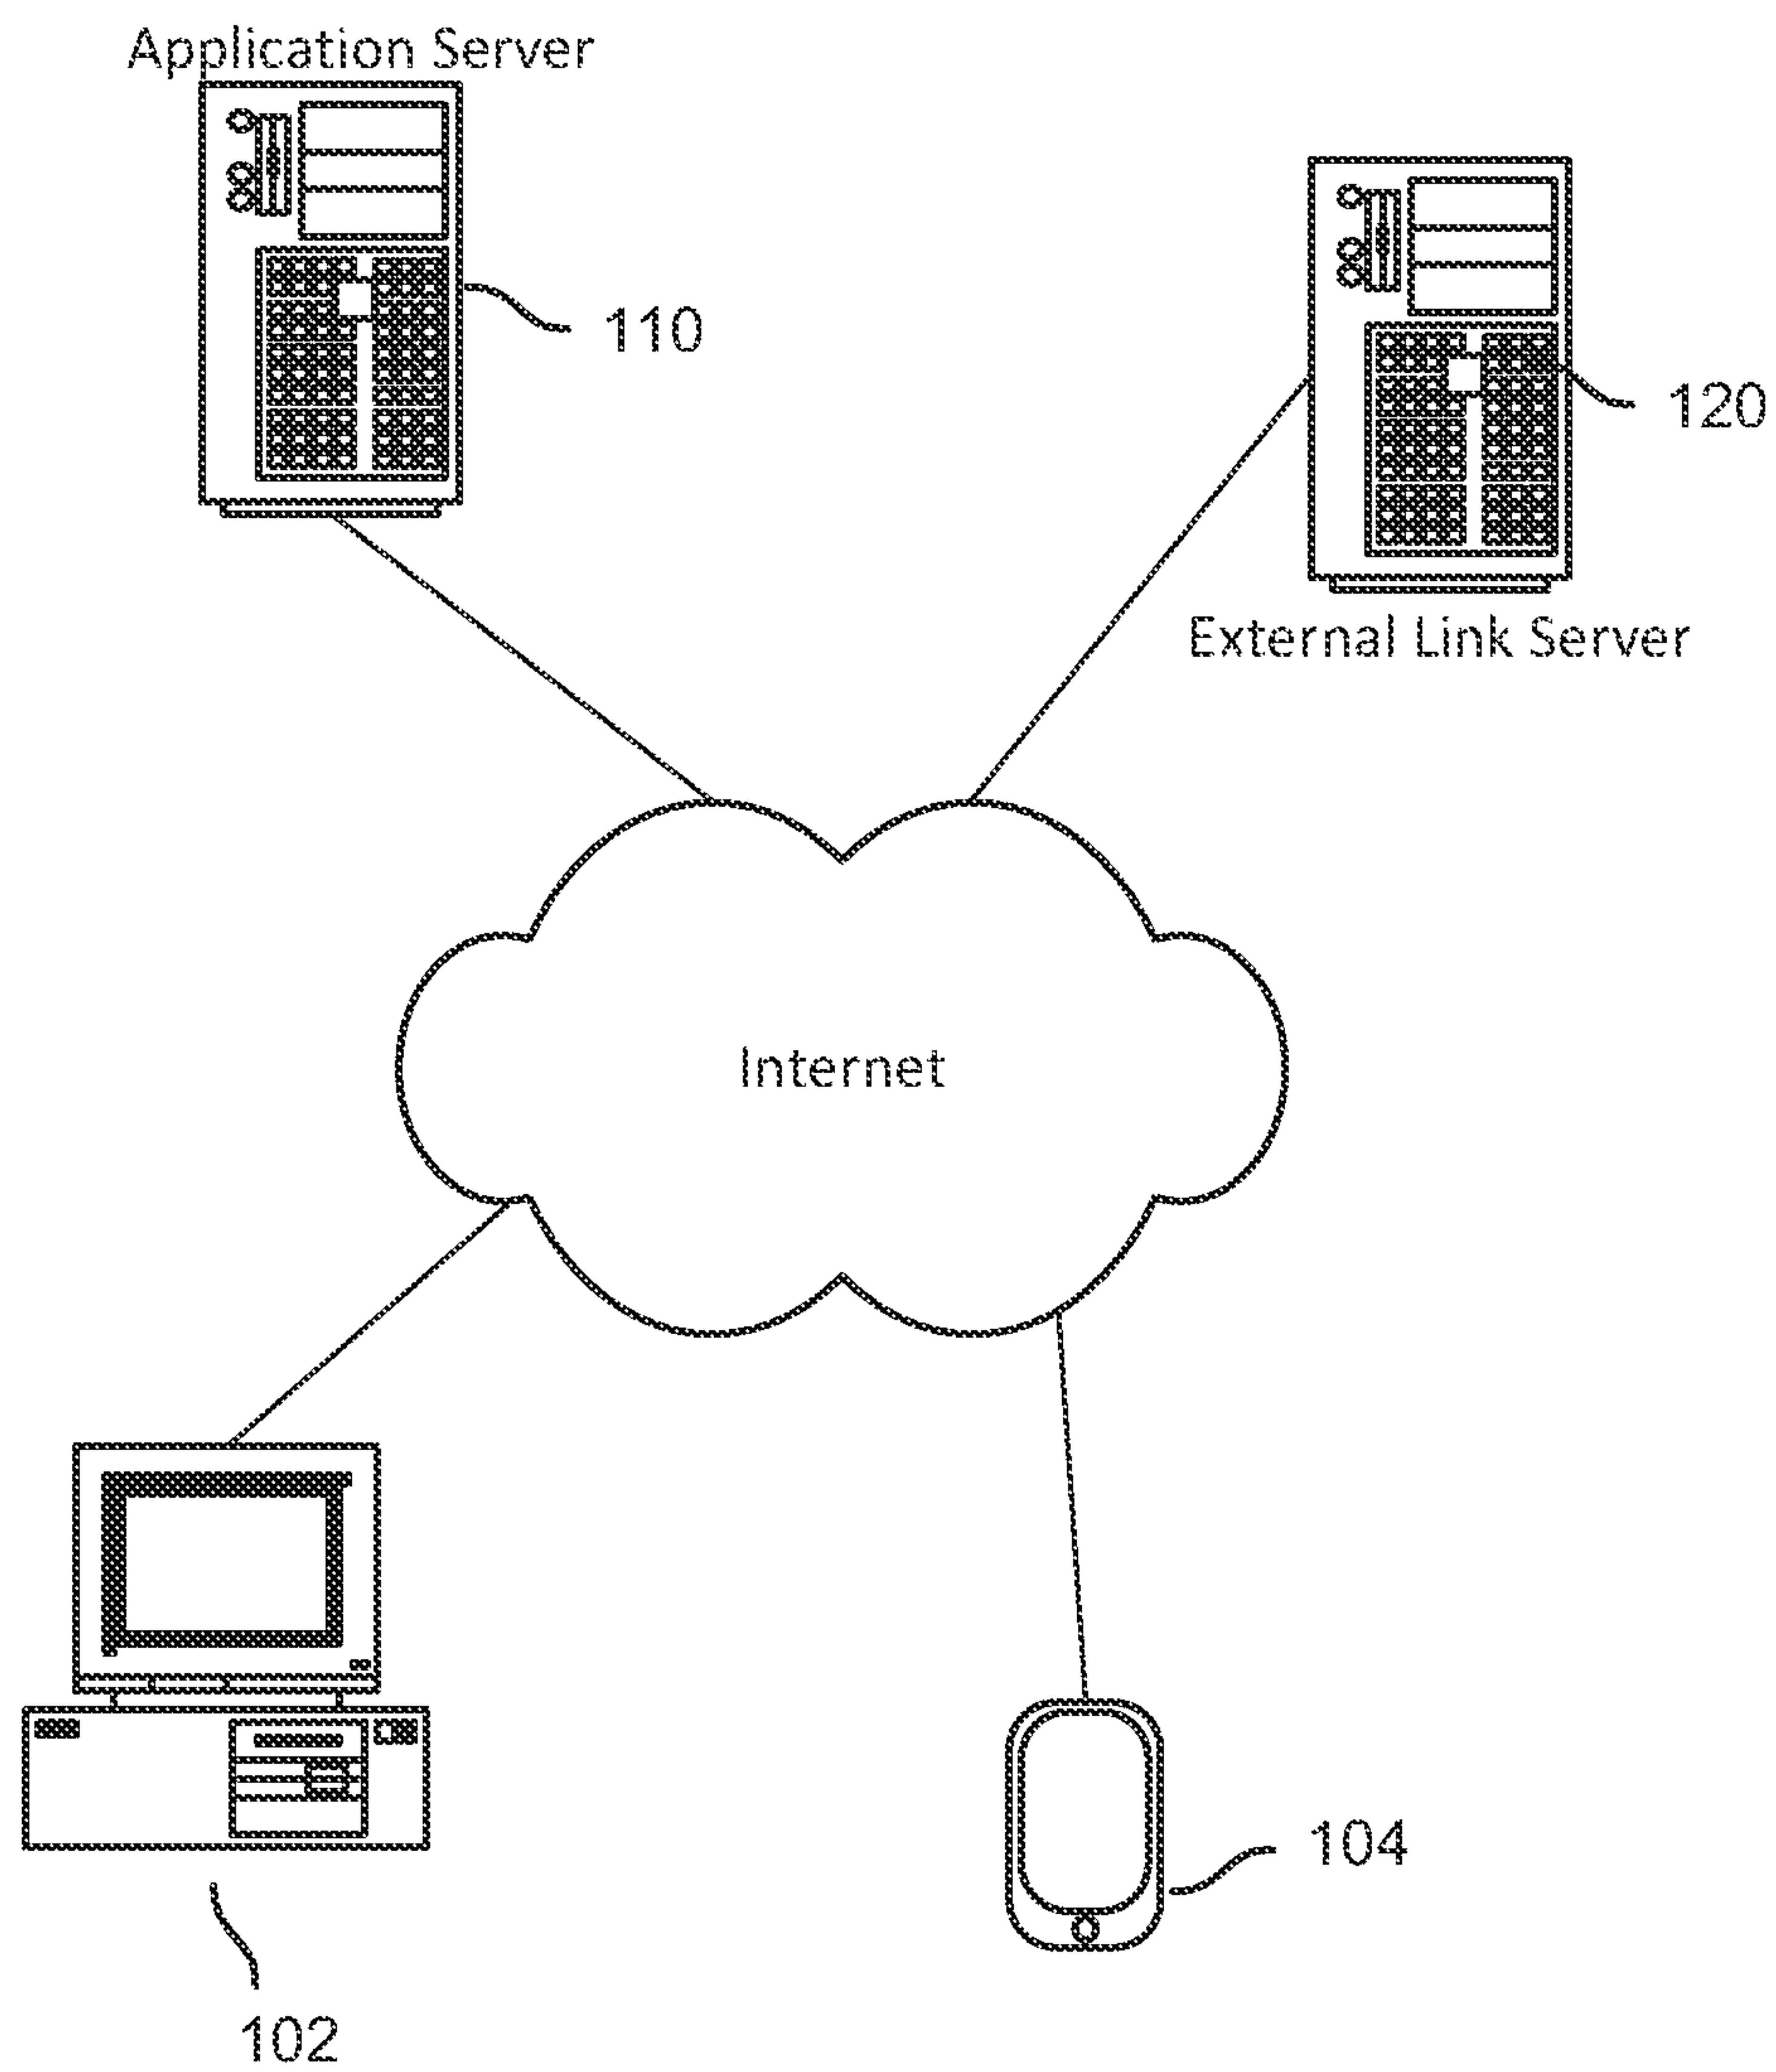 Application Server
110
120
External Link Server
Internet
104
102